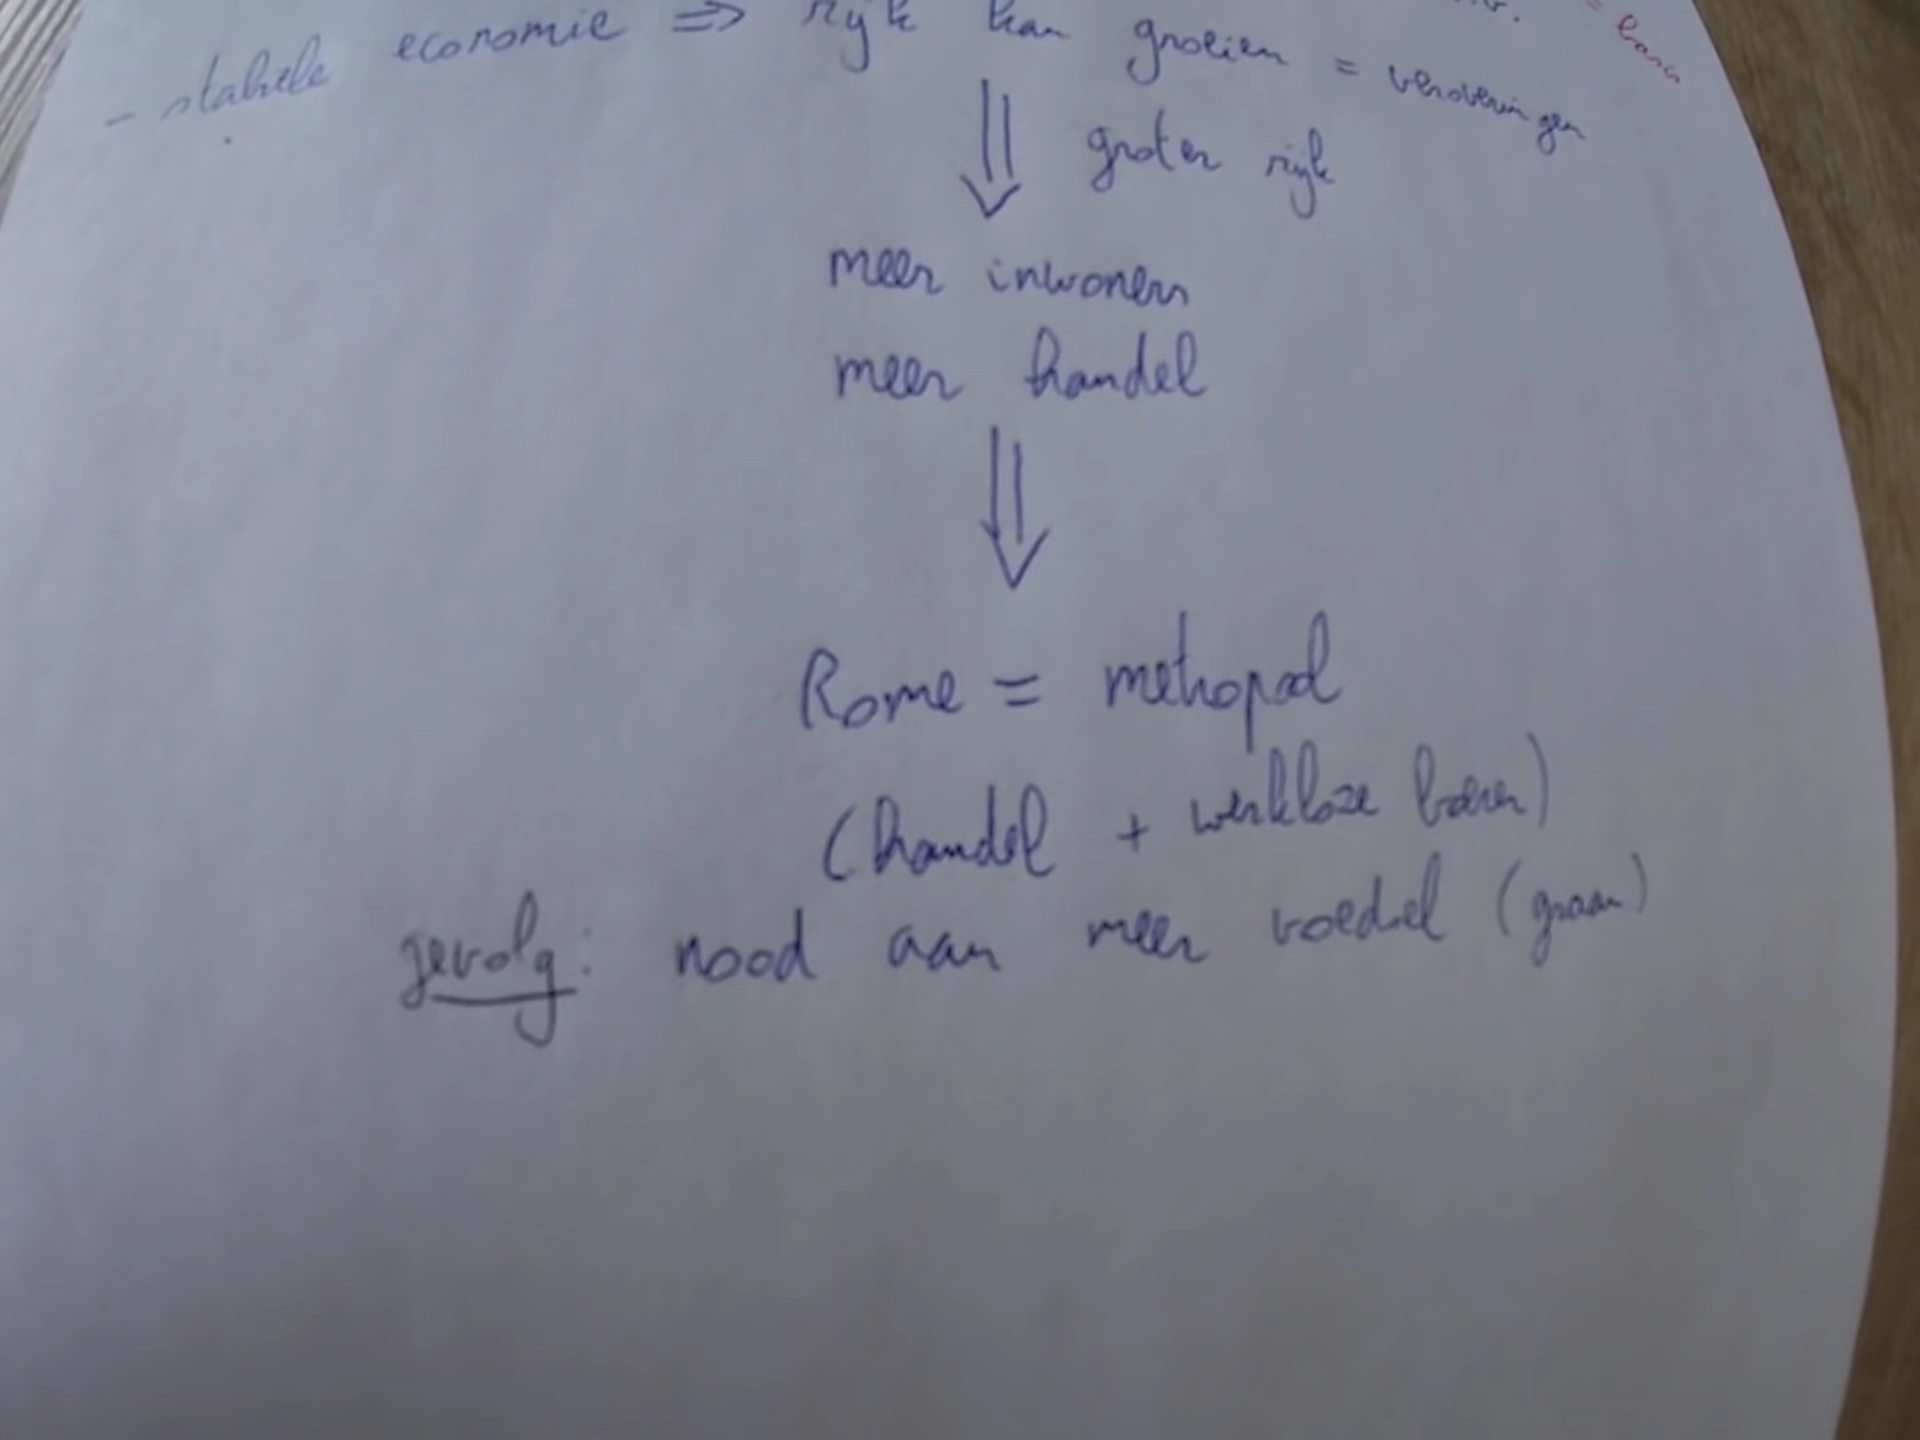 - stabiele economie => rijk kan groeien = veroveringen
groter rijk
meer inwoners
meer handel
Rome = metropool
(handel + werkloze boeren)
gevolg: nood aan meer voedsel (graan)